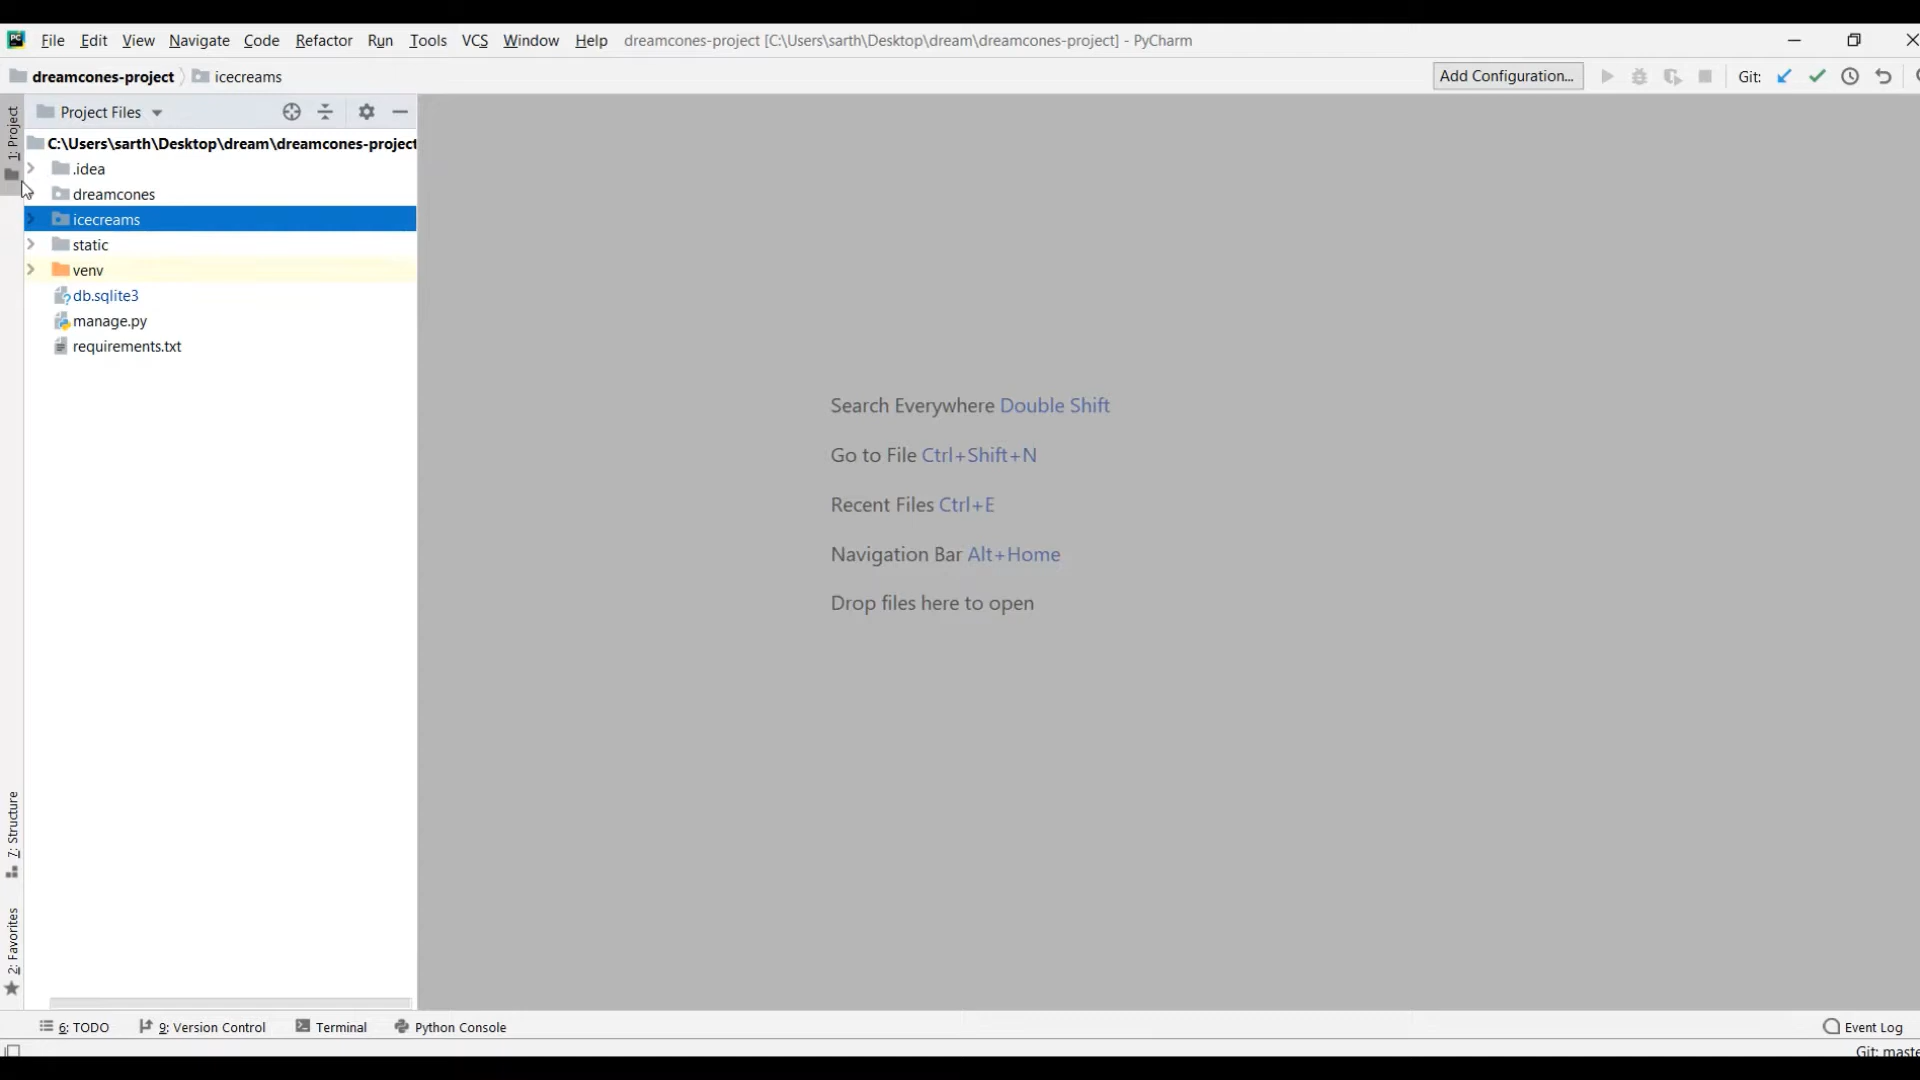 PC File Edit View Navigate Code Refactor Run Tools VCS Window Help dreamcones-project [C:\Users\sarth\Desktop\dream\dreamcones-project] - PyCharm
dreamcones-project icecreams Add Configuration... Git:
1: Project
Project Files
C:\Users\sarth\Desktop\dream\dreamcones-project
.idea
dreamcones
icecreams
static
venv
db.sqlite3
manage.py
requirements.txt
Search Everywhere Double Shift
Go to File Ctrl+Shift+N
Recent Files Ctrl+E
Navigation Bar Alt+Home
Drop files here to open
7: Structure
2: Favorites
6: TODO 9: Version Control Terminal Python Console Event Log
Git: maste